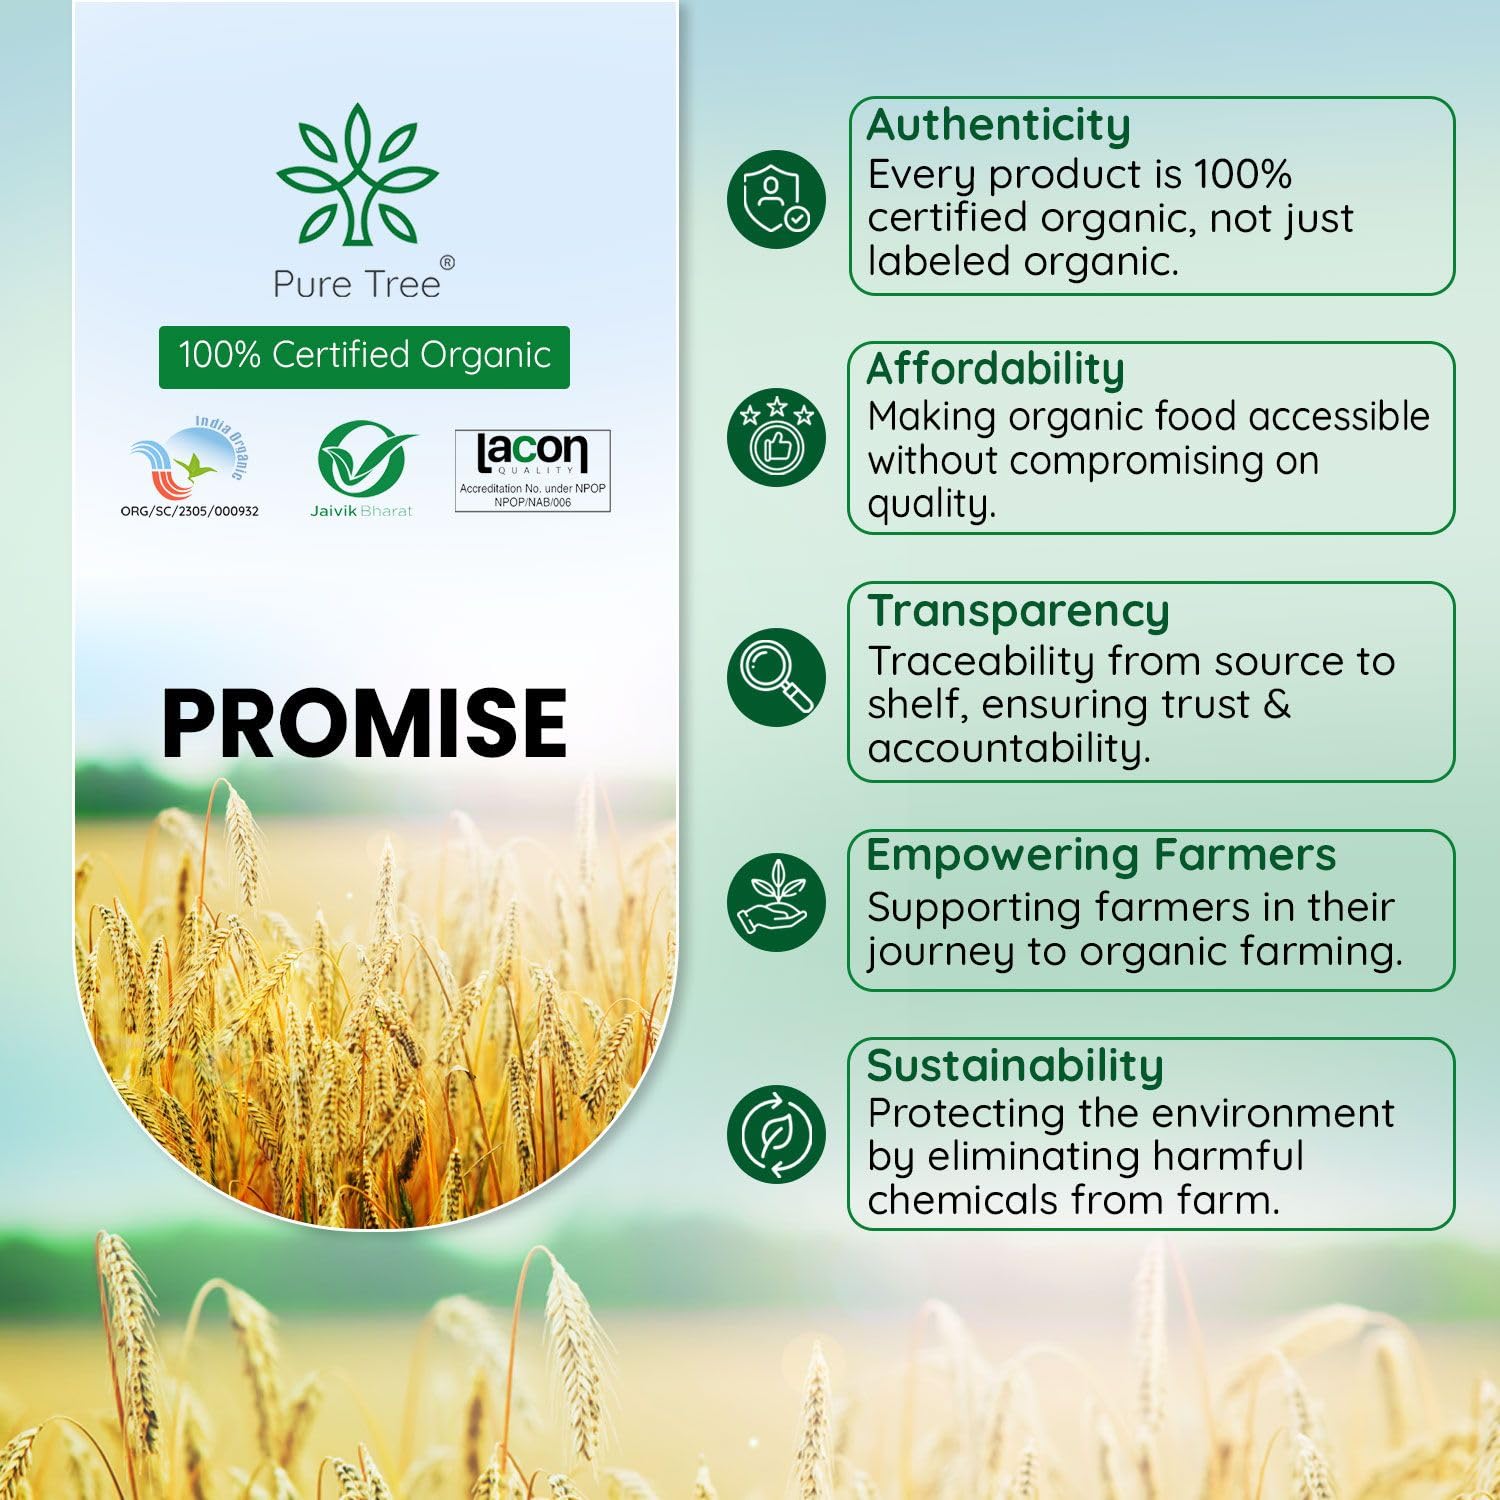 Pure Tree®
100% Certified Organic
India Organic
ORG/SC/2305/000932
Jaivik Bharat
lacon
QUALITY
Accreditation No. under NPOP
NPOP/NAB/006
PROMISE
Authenticity
Every product is 100%
certified organic, not just
labeled organic.
Affordability
Making organic food accessible
without compromising on
quality.
Transparency
Traceability from source to
shelf, ensuring trust &
accountability.
Empowering Farmers
Supporting farmers in their
journey to organic farming.
Sustainability
Protecting the environment
by eliminating harmful
chemicals from farm.